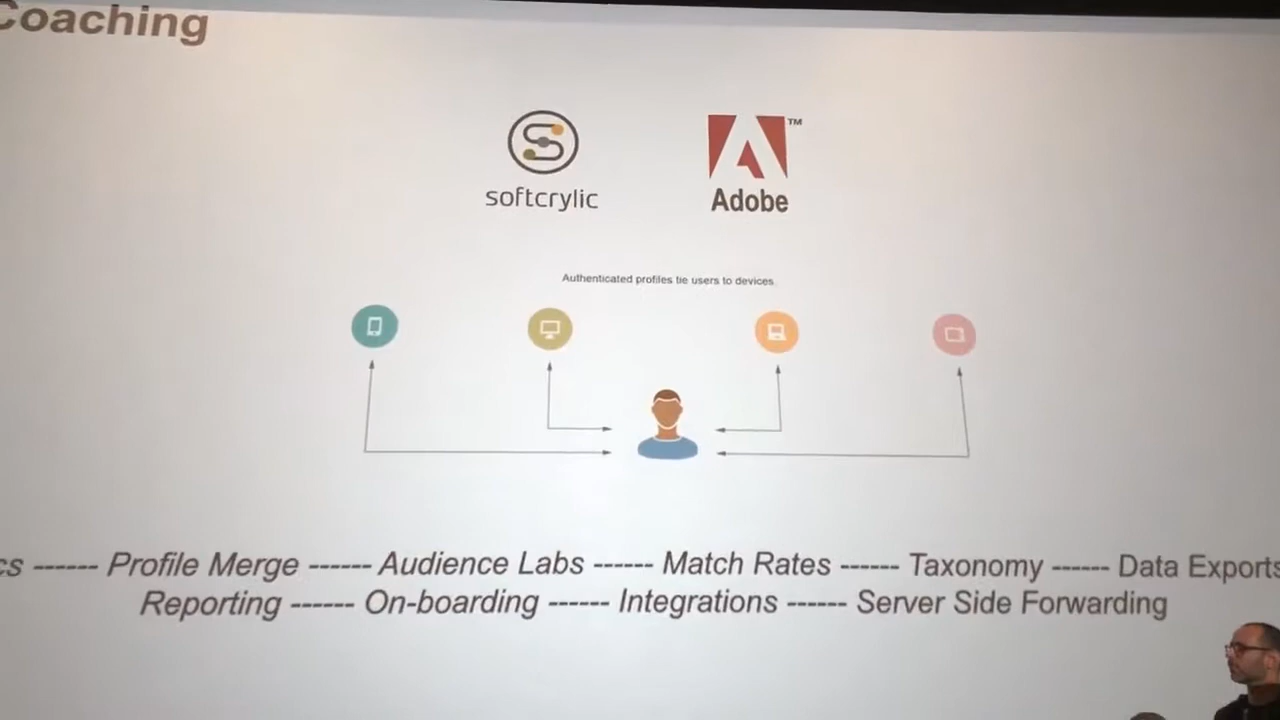 Coaching
softcrylic
Adobe™
Authenticated profiles tie users to devices
cs ------ Profile Merge ------ Audience Labs ------ Match Rates ------ Taxonomy ------ Data Exports
Reporting ------ On-boarding ------ Integrations ------ Server Side Forwarding